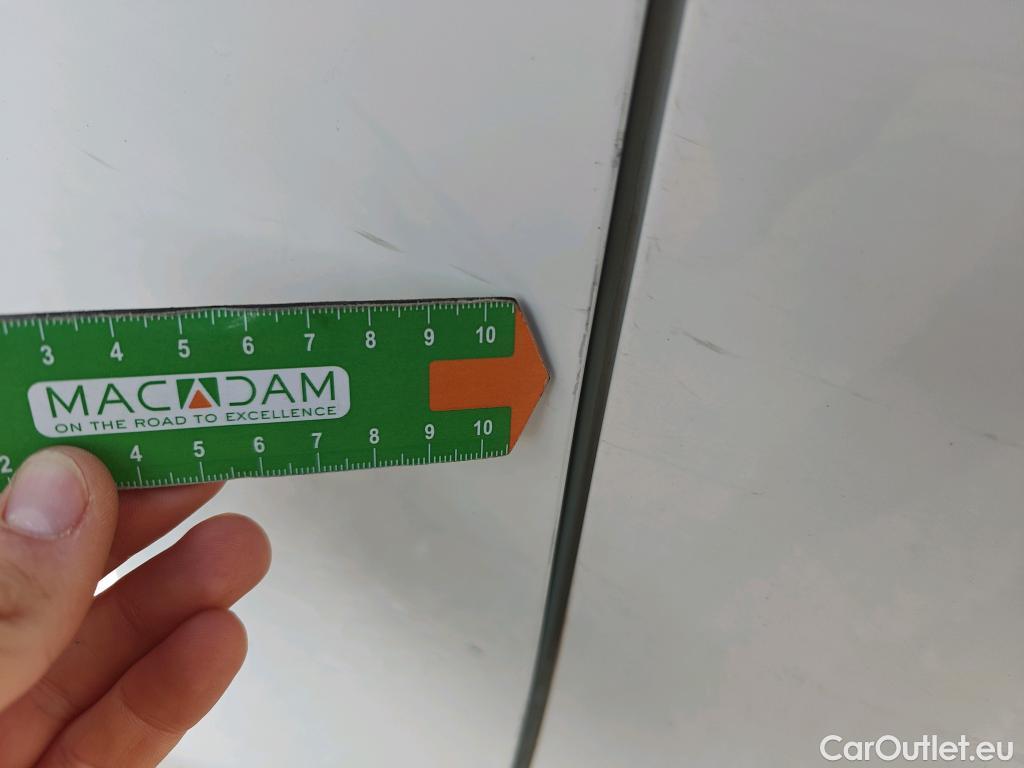 3 4 5 6 7 8 9 10
MACADAM
ON THE ROAD TO EXCELLENCE
2 4 5 6 7 8 9 10
CarOutlet.eu